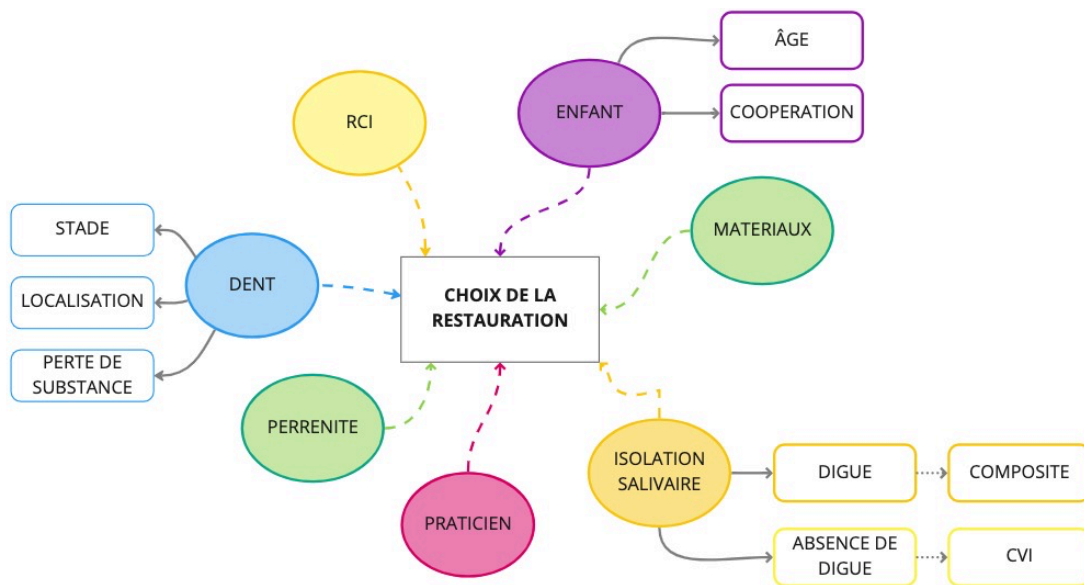 ÂGE
RCI
ENFANT
COOPERATION
STADE
MATERIAUX
DENT
LOCALISATION
CHOIX DE LA
RESTAURATION
PERTE DE
SUBSTANCE
PERRENITE
ISOLATION
SALIVAIRE
DIGUE
COMPOSITE
PRATICIEN
ABSENCE DE
DIGUE
CVI